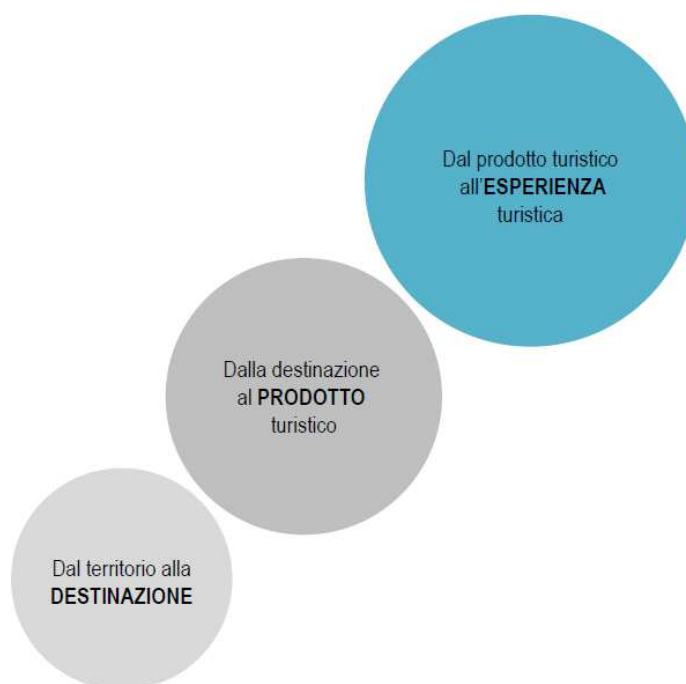 Dal prodotto turistico
all'ESPERIENZA
turistica
Dalla destinazione
al PRODOTTO
turistico
Dal territorio alla
DESTINAZIONE